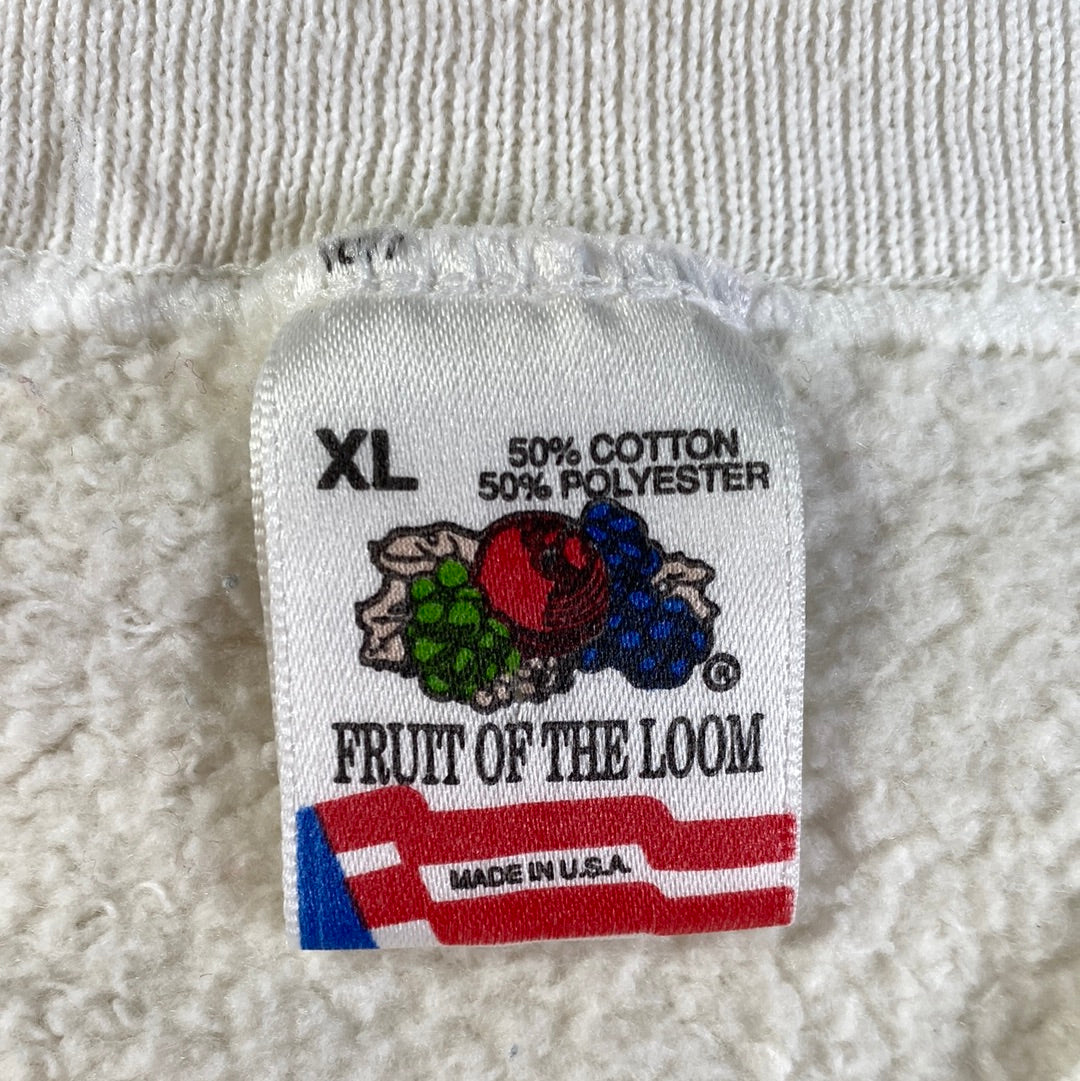 XL
50% COTTON
50% POLYESTER
®
FRUIT OF THE LOOM
MADE IN U.S.A.